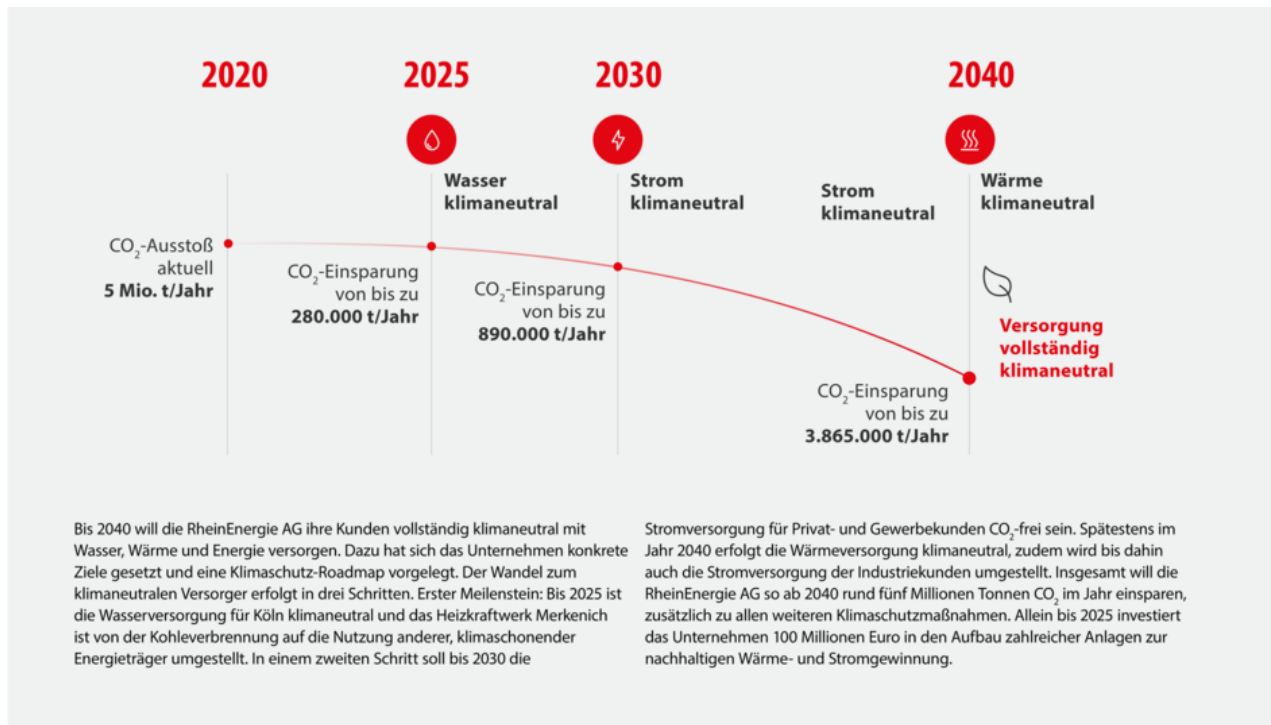 2020
2025
2030
2040
Wasser
klimaneutral
Strom
klimaneutral
Strom
klimaneutral
Wärme
klimaneutral
CO₂-Ausstoß
aktuell
5 Mio. t/Jahr
CO₂-Einsparung
von bis zu
280.000 t/Jahr
CO₂-Einsparung
von bis zu
890.000 t/Jahr
Versorgung
vollständig
klimaneutral
CO₂-Einsparung
von bis zu
3.865.000 t/Jahr
Bis 2040 will die RheinEnergie AG ihre Kunden vollständig klimaneutral mit
Wasser, Wärme und Energie versorgen. Dazu hat sich das Unternehmen konkrete
Ziele gesetzt und eine Klimaschutz-Roadmap vorgelegt. Der Wandel zum
klimaneutralen Versorger erfolgt in drei Schritten. Erster Meilenstein: Bis 2025 ist
die Wasserversorgung für Köln klimaneutral und das Heizkraftwerk Merkenich
ist von der Kohleverbrennung auf die Nutzung anderer, klimaschonender
Energieträger umgestellt. In einem zweiten Schritt soll bis 2030 die
Stromversorgung für Privat- und Gewerbekunden CO₂-frei sein. Spätestens im
Jahr 2040 erfolgt die Wärmeversorgung klimaneutral, zudem wird bis dahin
auch die Stromversorgung der Industriekunden umgestellt. Insgesamt will die
RheinEnergie AG so ab 2040 rund fünf Millionen Tonnen CO₂ im Jahr einsparen,
zusätzlich zu allen weiteren Klimaschutzmaßnahmen. Allein bis 2025 investiert
das Unternehmen 100 Millionen Euro in den Aufbau zahlreicher Anlagen zur
nachhaltigen Wärme- und Stromgewinnung.